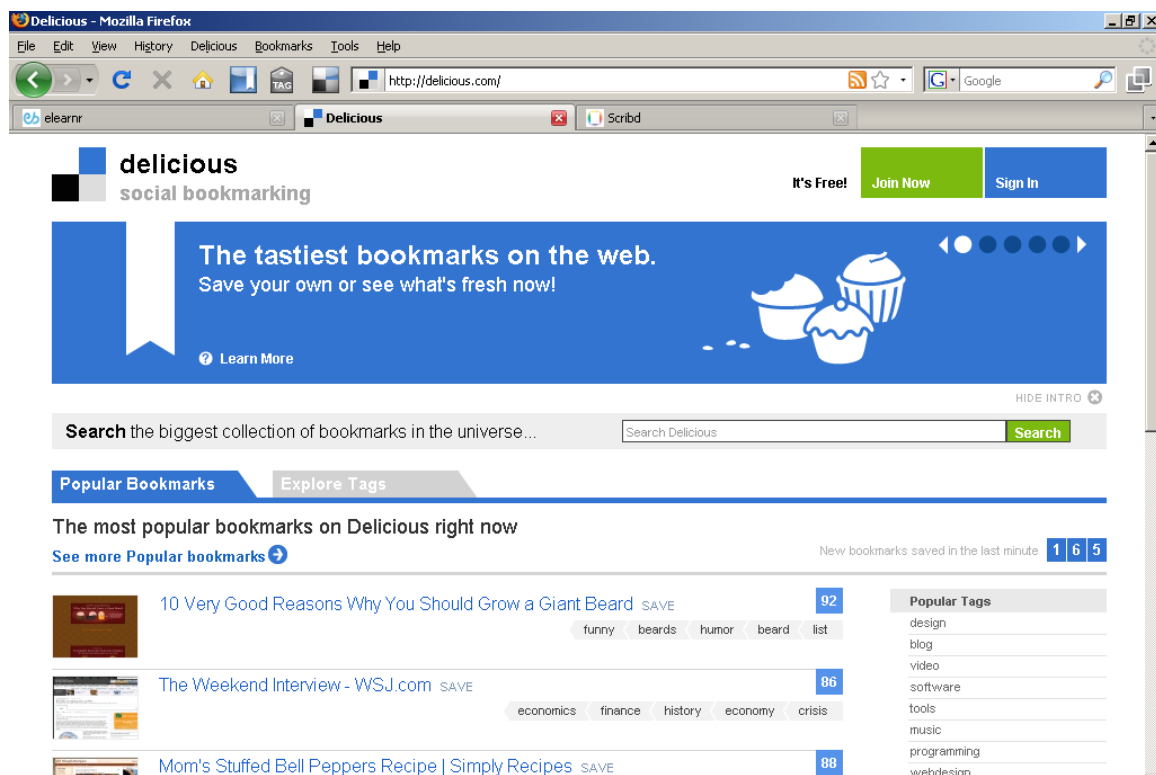 Delicious - Mozilla Firefox
File Edit View History Delicious Bookmarks Tools Help
TAG http://delicious.com/ G Google
elearnr Delicious Scribd
delicious
social bookmarking
It's Free! Join Now Sign In
The tastiest bookmarks on the web.
Save your own or see what's fresh now!
? Learn More
HIDE INTRO
Search the biggest collection of bookmarks in the universe... Search Delicious Search
Popular Bookmarks Explore Tags
The most popular bookmarks on Delicious right now
See more Popular bookmarks
New bookmarks saved in the last minute 1 6 5
10 Very Good Reasons Why You Should Grow a Giant Beard SAVE 92
funny beards humor beard list
The Weekend Interview - WSJ.com SAVE 86
economics finance history economy crisis
Mom's Stuffed Bell Peppers Recipe | Simply Recipes SAVE 88
Popular Tags
design
blog
video
software
tools
music
programming
webdesign